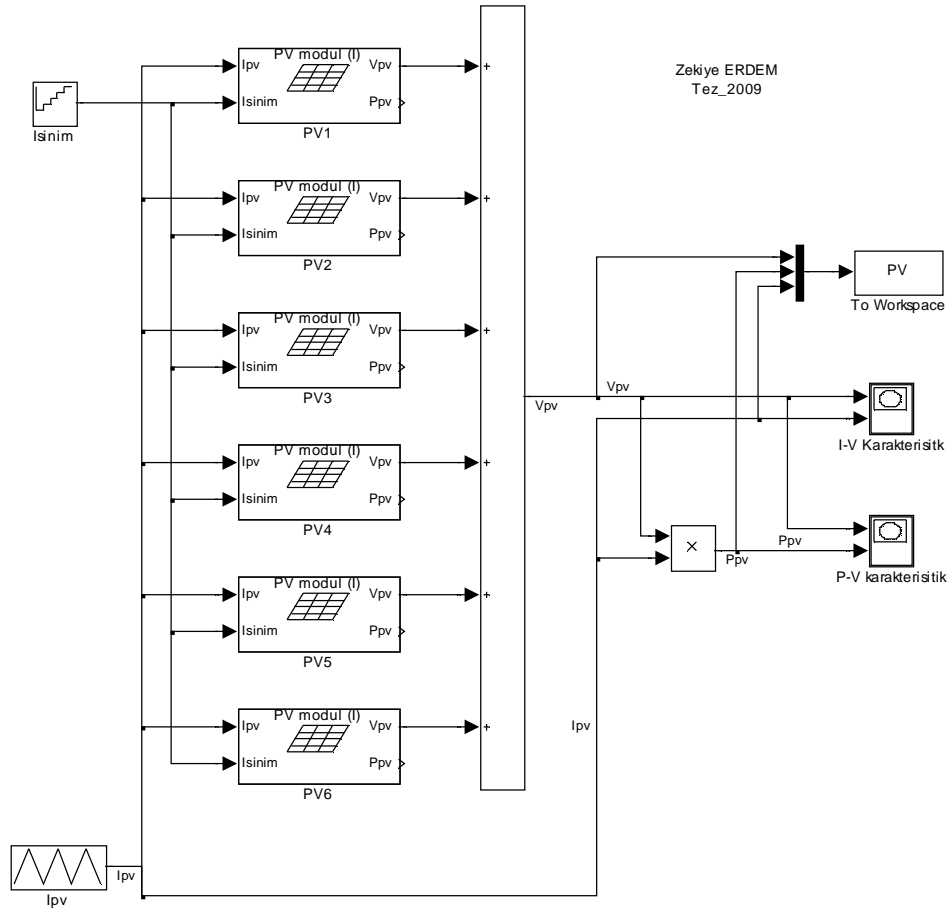 PV modul (I)
Ipv
Vpv
+
Isinim
Ppv
PV1
Isinim
Zekiye ERDEM
Tez_2009
PV modul (I)
Ipv
Vpv
+
Isinim
Ppv
PV2
PV
To Workspace
PV modul (I)
Ipv
Vpv
+
Isinim
Ppv
PV3
Vpv
Vpv
I-V Karakterisitk
PV modul (I)
Ipv
Vpv
+
Isinim
Ppv
PV4
×
Ppv
Ppv
P-V karakterisitik
PV modul (I)
Ipv
Vpv
+
Isinim
Ppv
PV5
PV modul (I)
Ipv
Vpv
+
Isinim
Ppv
PV6
Ipv
Ipv
Ipv